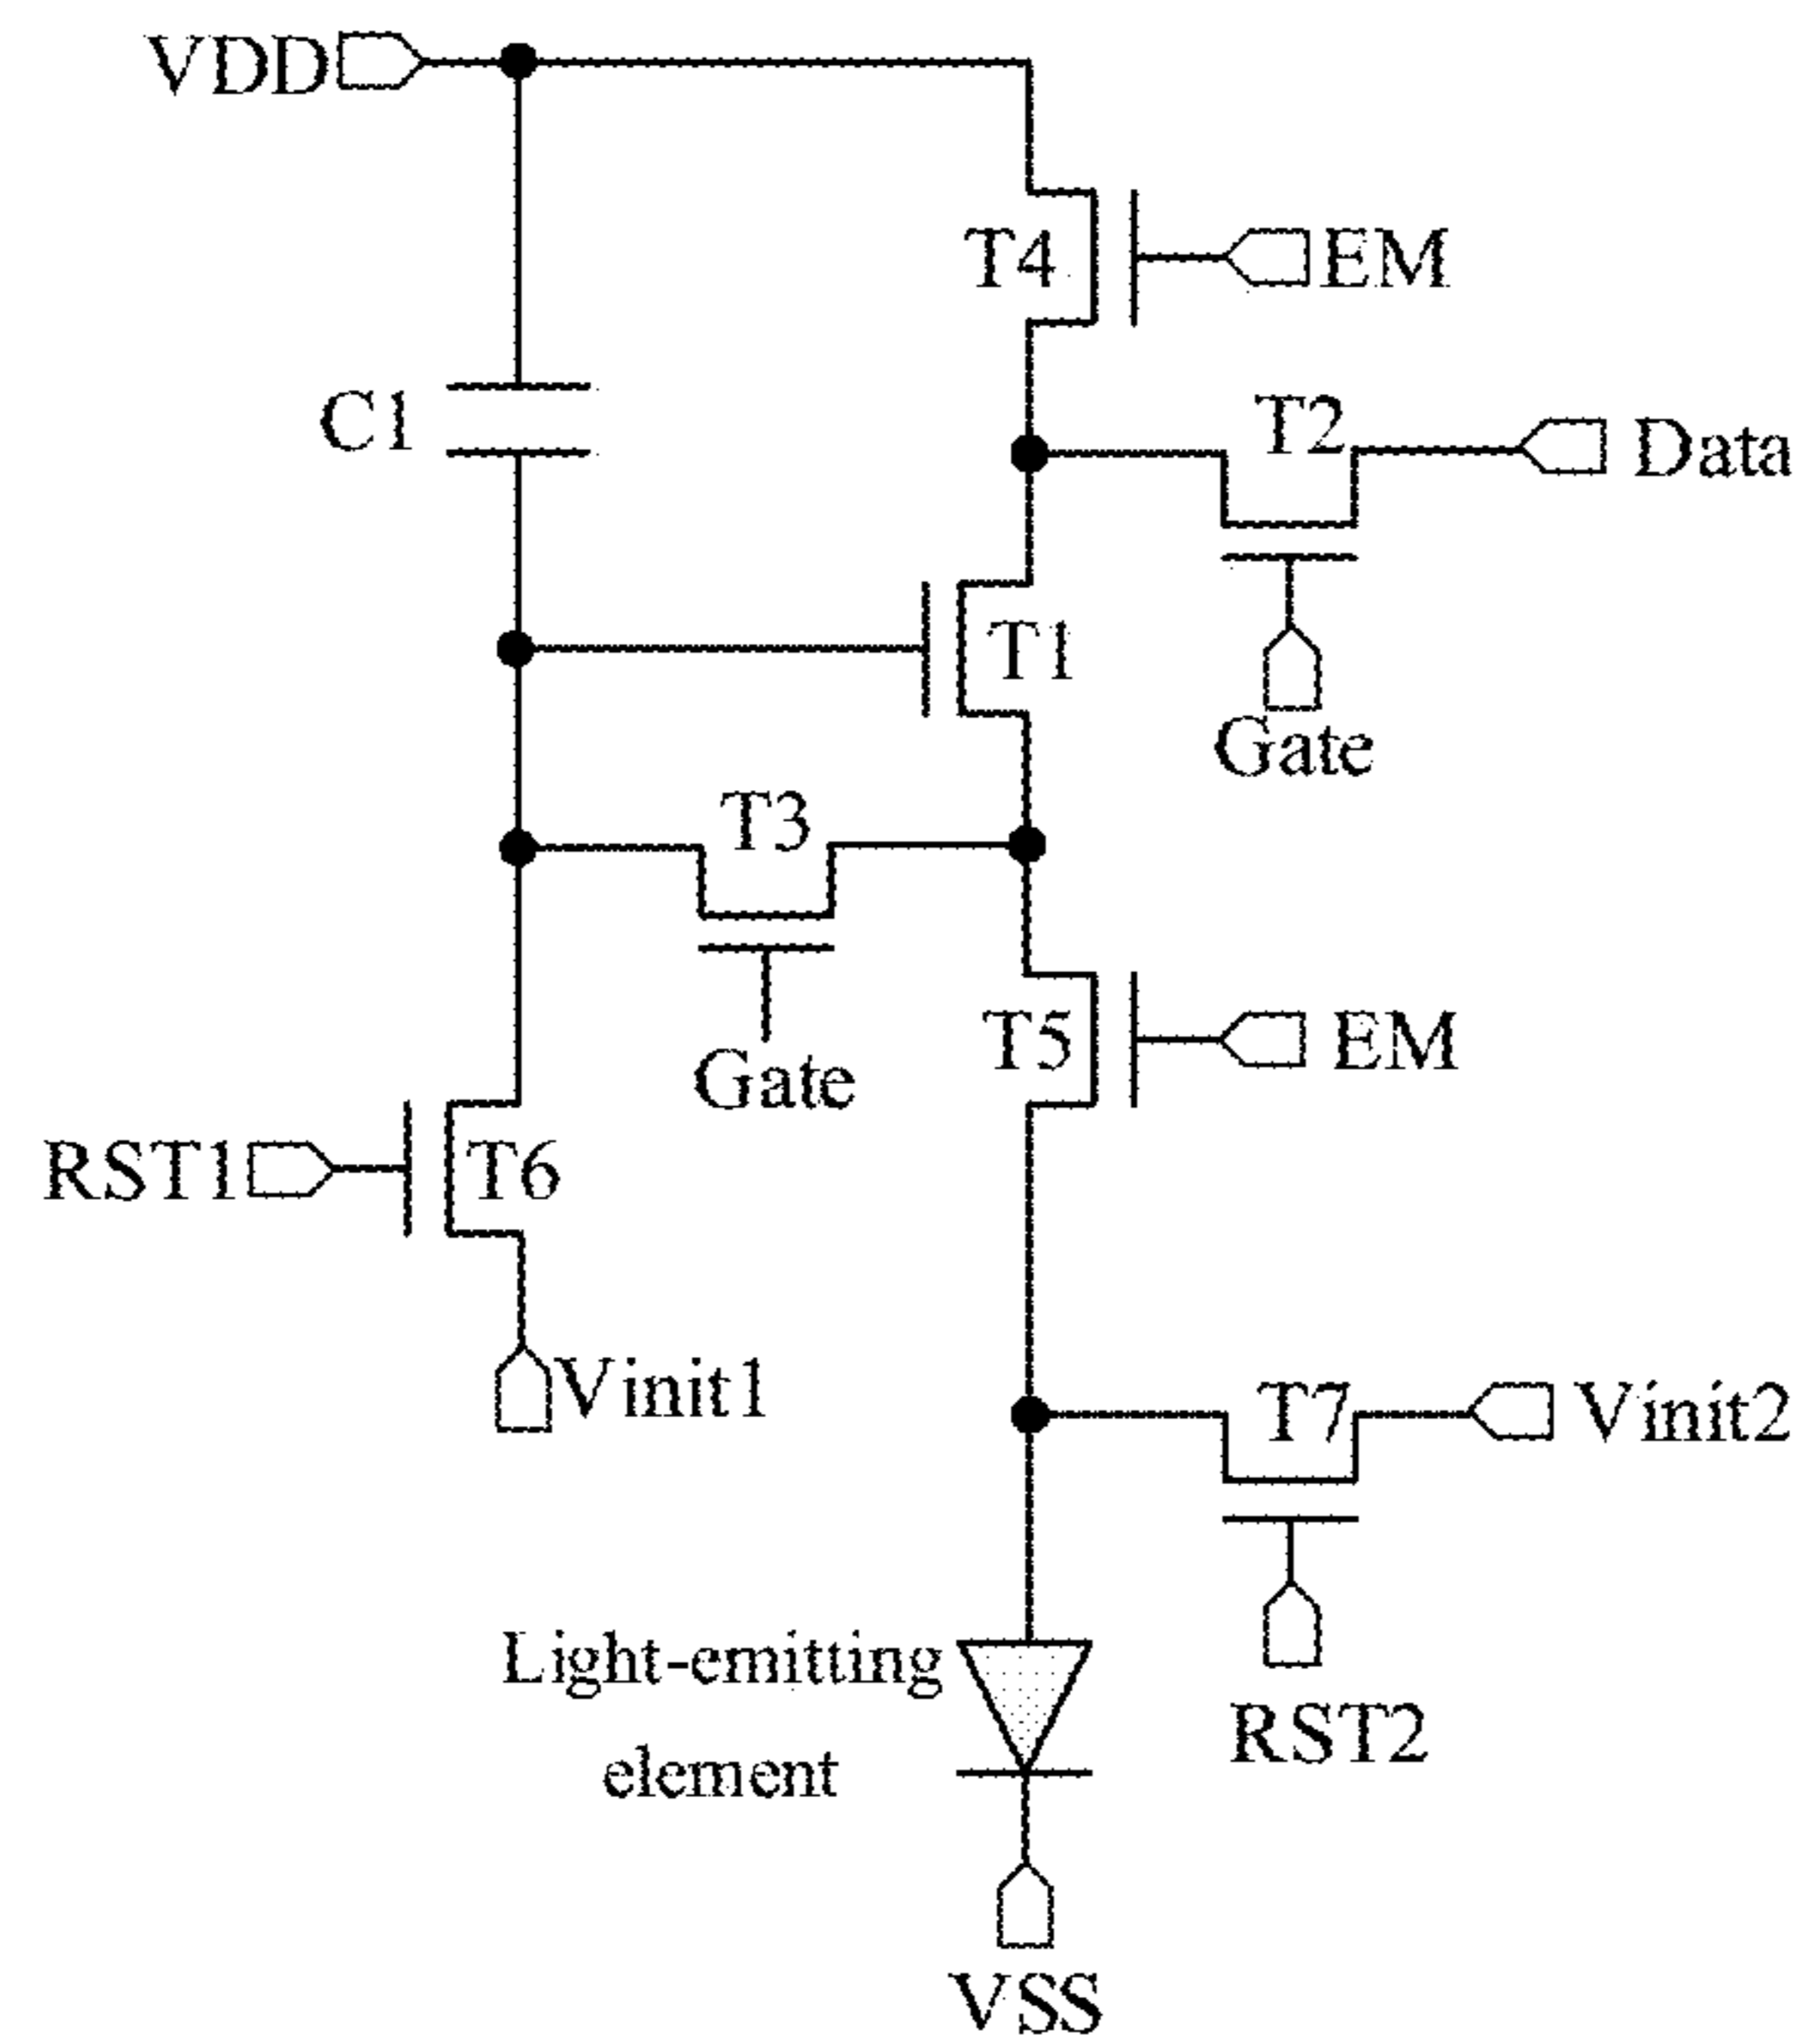 VDD
T4
EM
C1
T2
Data
T1
Gate
T3
T5
EM
Gate
RST1
T6
Vinit1
T7
Vinit2
Light-emitting
element
RST2
VSS